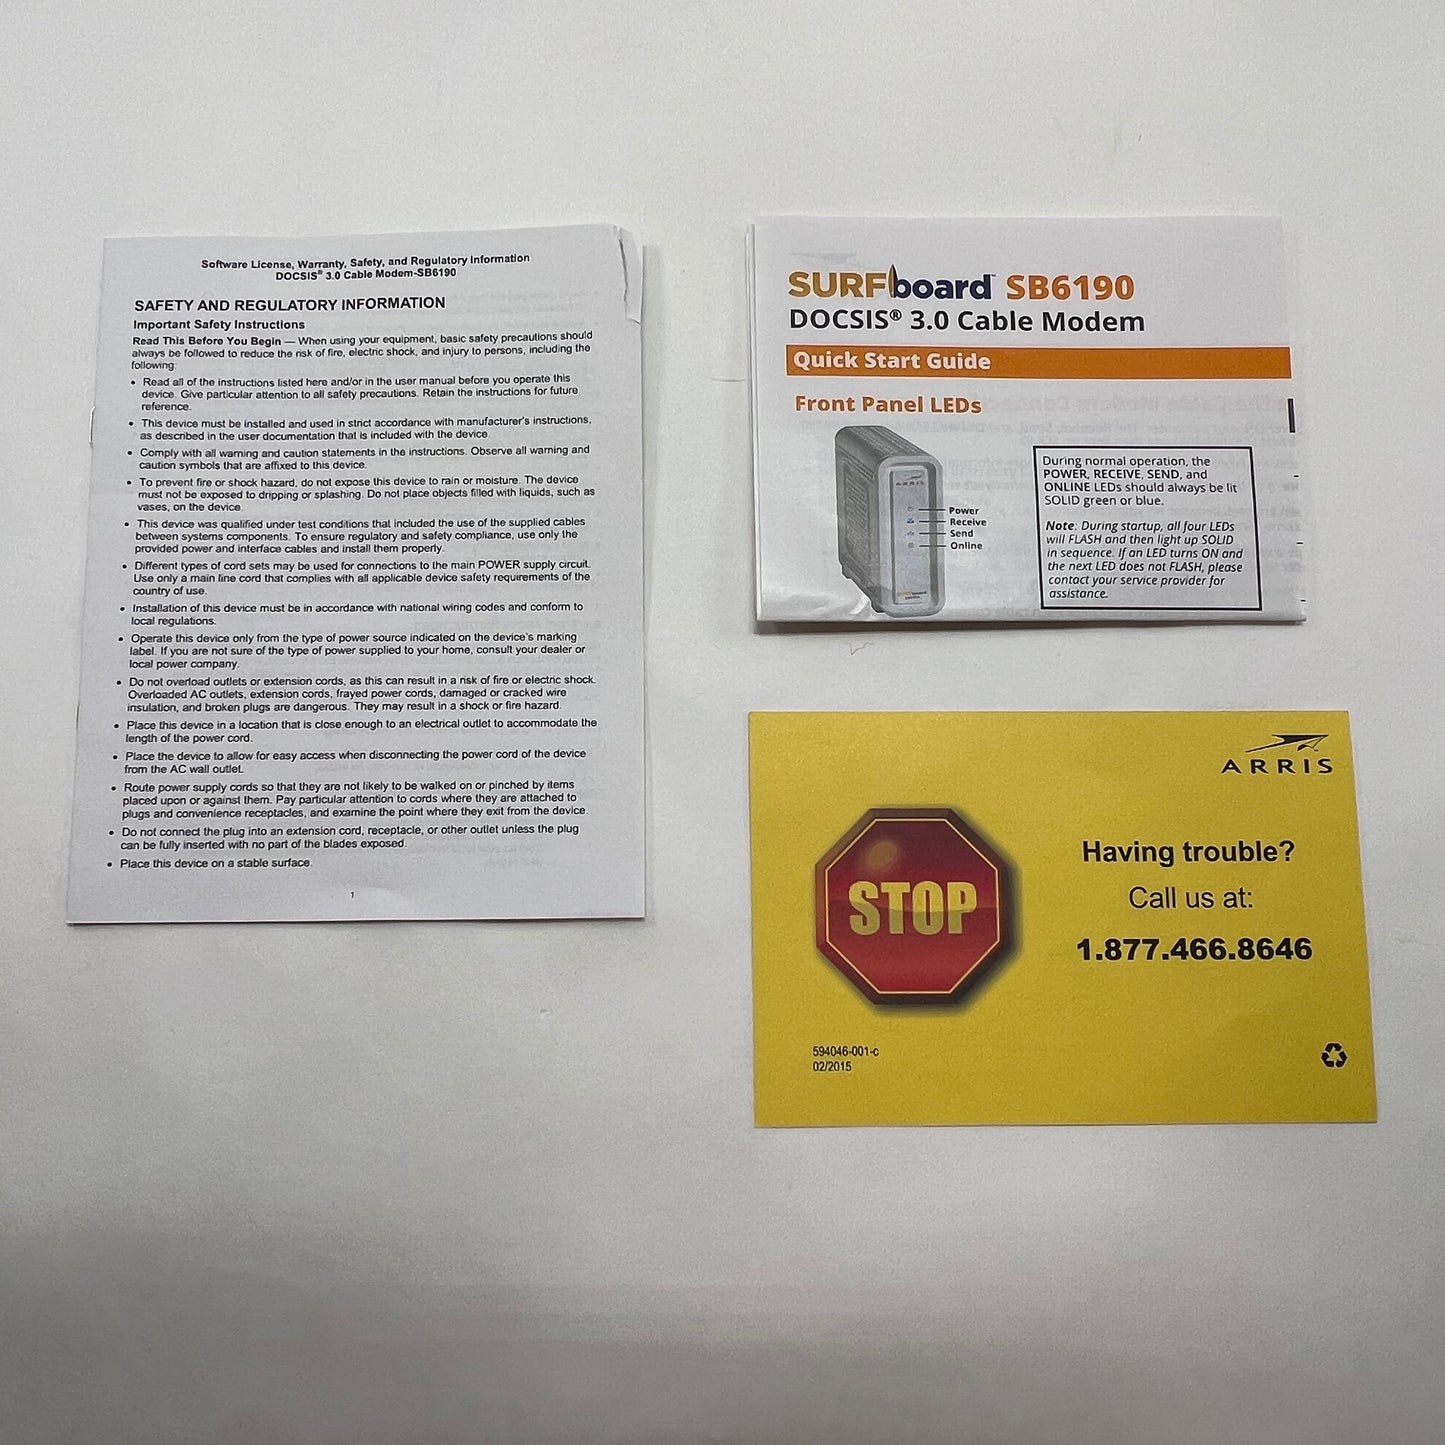 Software License, Warranty, Safety, and Regulatory Information
DOCSIS® 3.0 Cable Modem-SB6190
SAFETY AND REGULATORY INFORMATION
Important Safety Instructions
Read This Before You Begin — When using your equipment, basic safety precautions should
always be followed to reduce the risk of fire, electric shock, and injury to persons, including the
following:
• Read all of the instructions listed here and/or in the user manual before you operate this
device. Give particular attention to all safety precautions. Retain the instructions for future
reference.
• This device must be installed and used in strict accordance with manufacturer's instructions,
as described in the user documentation that is included with the device.
• Comply with all warning and caution statements in the instructions. Observe all warning and
caution symbols that are affixed to this device.
• To prevent fire or shock hazard, do not expose this device to rain or moisture. The device
must not be exposed to dripping or splashing. Do not place objects filled with liquids, such as
vases, on the device.
• This device was qualified under test conditions that included the use of the supplied cables
between systems components. To ensure regulatory and safety compliance, use only the
provided power and interface cables and install them properly.
• Different types of cord sets may be used for connections to the main POWER supply circuit.
Use only a main line cord that complies with all applicable device safety requirements of the
country of use.
• Installation of this device must be in accordance with national wiring codes and conform to
local regulations.
• Operate this device only from the type of power source indicated on the device's marking
label. If you are not sure of the type of power supplied to your home, consult your dealer or
local power company.
• Do not overload outlets or extension cords, as this can result in a risk of fire or electric shock.
Overloaded AC outlets, extension cords, frayed power cords, damaged or cracked wire
insulation, and broken plugs are dangerous. They may result in a shock or fire hazard.
• Place this device in a location that is close enough to an electrical outlet to accommodate the
length of the power cord.
• Place the device to allow for easy access when disconnecting the power cord of the device
from the AC wall outlet.
• Route power supply cords so that they are not likely to be walked on or pinched by items
placed upon or against them. Pay particular attention to cords where they are attached to
plugs and convenience receptacles, and examine the point where they exit from the device.
• Do not connect the plug into an extension cord, receptacle, or other outlet unless the plug
can be fully inserted with no part of the blades exposed.
• Place this device on a stable surface.
1
SURFboard™ SB6190
DOCSIS® 3.0 Cable Modem
Quick Start Guide
Front Panel LEDs
ARRIS
Power
Receive
Send
Online
During normal operation, the
POWER, RECEIVE, SEND, and
ONLINE LEDs should always be lit
SOLID green or blue.
Note: During startup, all four LEDs
will FLASH and then light up SOLID
in sequence. If an LED turns ON and
the next LED does not FLASH, please
contact your service provider for
assistance.
ARRIS
STOP
Having trouble?
Call us at:
1.877.466.8646
594046-001-c
02/2015